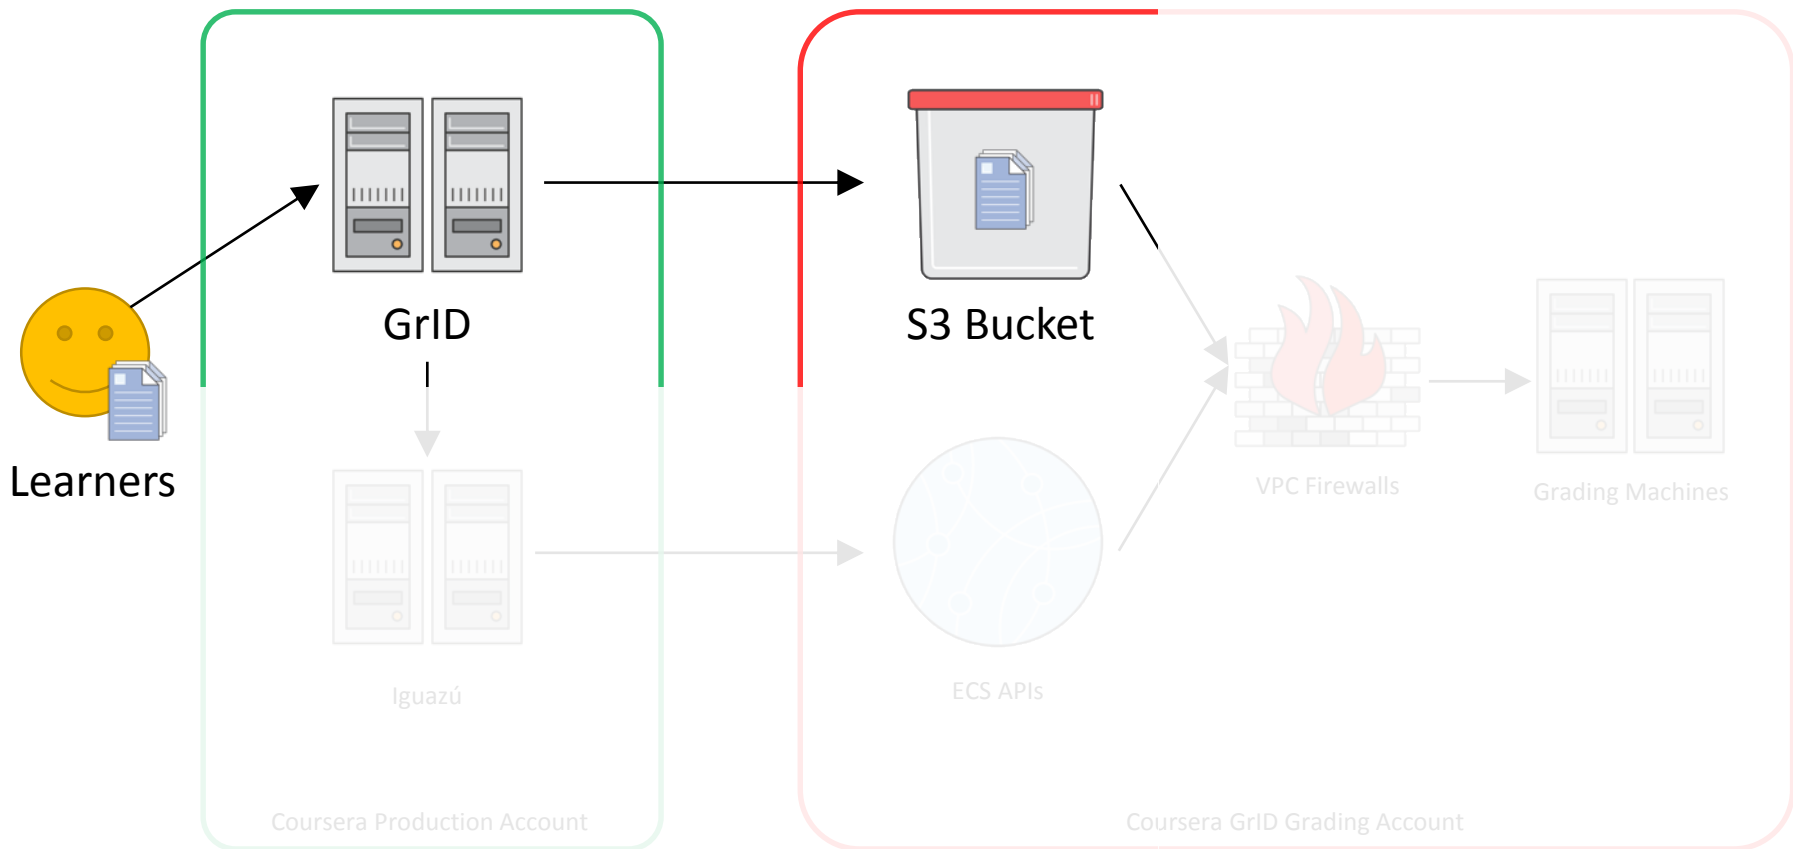 GrID
S3 Bucket
Learners
VPC Firewalls
Grading Machines
Iguazú
ECS APIs
Coursera Production Account
Coursera GrID Grading Account